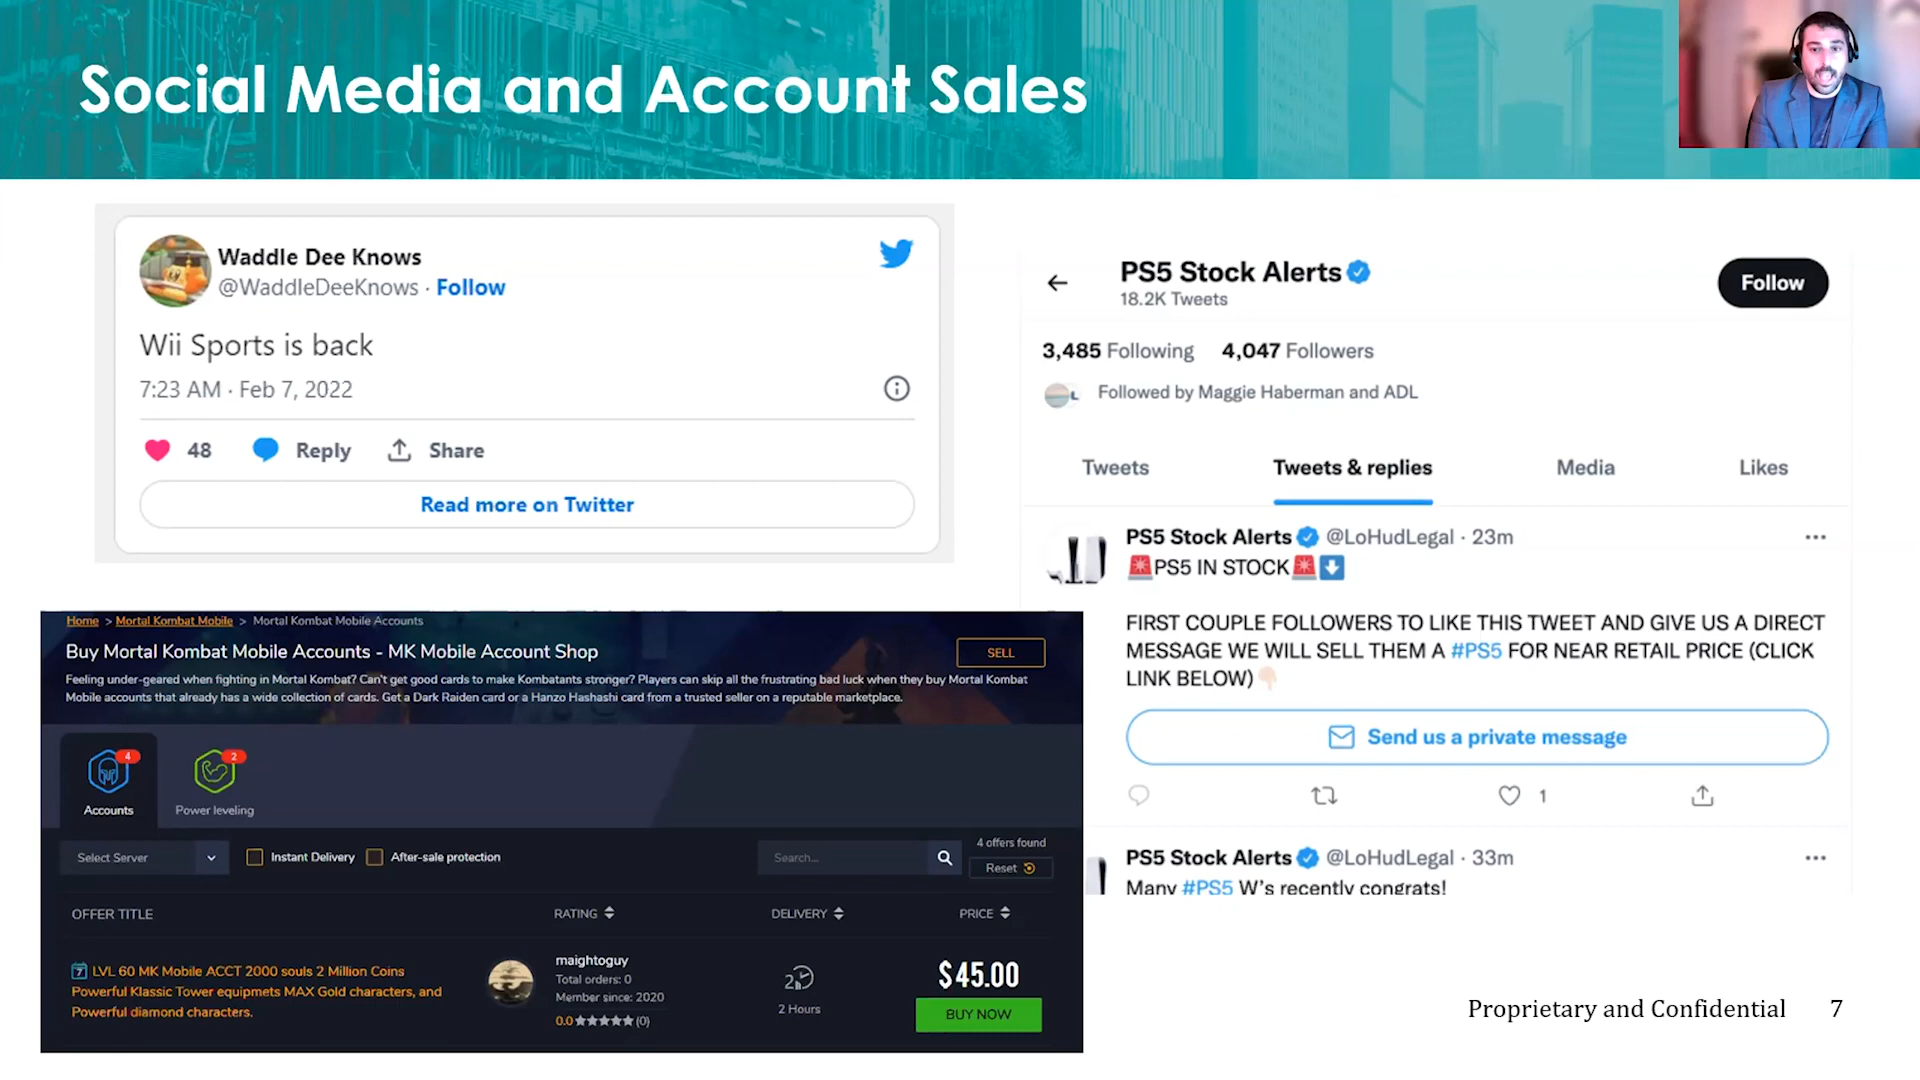 Social Media and Account Sales
Waddle Dee Knows
@WaddleDeeKnows · Follow
Wii Sports is back
7:23 AM · Feb 7, 2022
48 Reply Share
Read more on Twitter
PS5 Stock Alerts
18.2K Tweets
Follow
3,485 Following 4,047 Followers
Followed by Maggie Haberman and ADL
Tweets Tweets & replies Media Likes
PS5 Stock Alerts @LoHudLegal · 23m
🚨PS5 IN STOCK🚨⬇️
FIRST COUPLE FOLLOWERS TO LIKE THIS TWEET AND GIVE US A DIRECT
MESSAGE WE WILL SELL THEM A #PS5 FOR NEAR RETAIL PRICE (CLICK
LINK BELOW)👇🏻
Send us a private message
1
PS5 Stock Alerts @LoHudLegal · 33m
Many #PS5 W's recently congrats!
Home > Mortal Kombat Mobile > Mortal Kombat Mobile Accounts
Buy Mortal Kombat Mobile Accounts - MK Mobile Account Shop
SELL
Feeling under-geared when fighting in Mortal Kombat? Can't get good cards to make Kombatants stronger? Players can skip all the frustrating bad luck when they buy Mortal Kombat
Mobile accounts that already has a wide collection of cards. Get a Dark Raiden card or a Hanzo Hashashi card from a trusted seller on a reputable marketplace.
4 2
Accounts Power leveling
Select Server Instant Delivery After-sale protection Search...
4 offers found
Reset
OFFER TITLE RATING DELIVERY PRICE
7 LVL 60 MK Mobile ACCT 2000 souls 2 Million Coins
Powerful Klassic Tower equipmets MAX Gold characters, and
Powerful diamond characters.
maightoguy
Total orders: 0
Member since: 2020
0.0★★★★★(0)
2h
2 Hours
$45.00
BUY NOW
Proprietary and Confidential 7